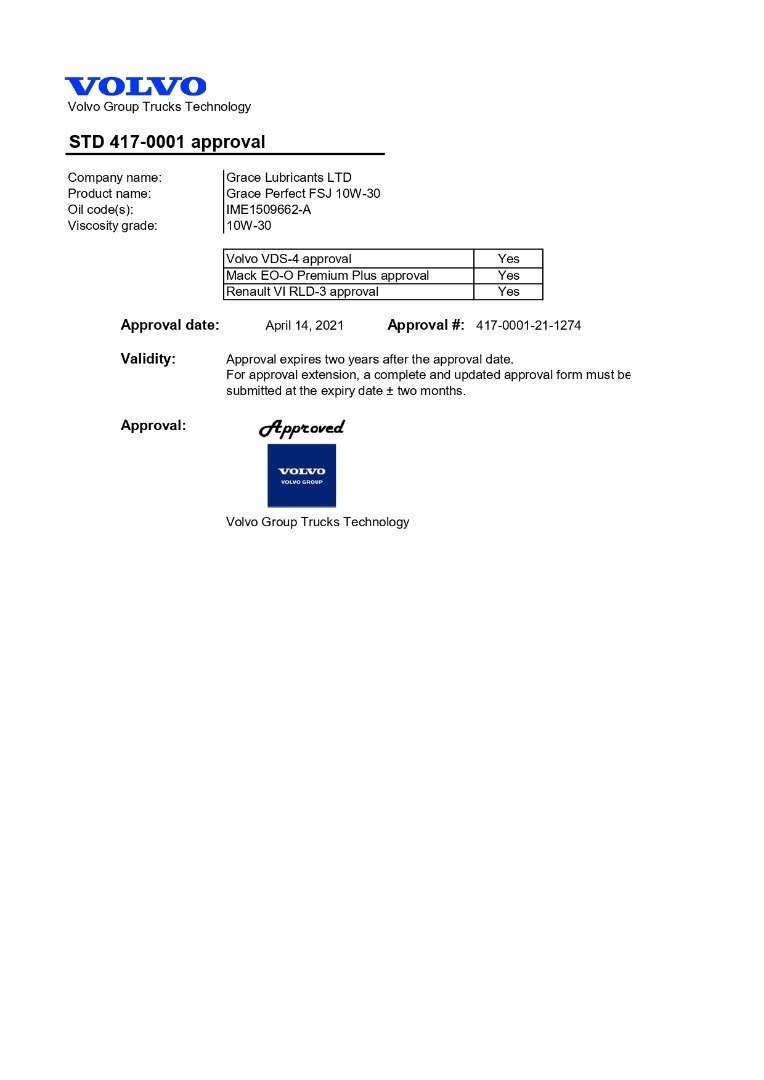 VOLVO
Volvo Group Trucks Technology
STD 417-0001 approval
Company name: Grace Lubricants LTD
Product name: Grace Perfect FSJ 10W-30
Oil code(s): IME1509662-A
Viscosity grade: 10W-30
Volvo VDS-4 approval Yes
Mack EO-O Premium Plus approval Yes
Renault VI RLD-3 approval Yes
Approval date: April 14, 2021 Approval #: 417-0001-21-1274
Validity: Approval expires two years after the approval date.
For approval extension, a complete and updated approval form must be
submitted at the expiry date ± two months.
Approval: Approved
VOLVO
VOLVO GROUP
Volvo Group Trucks Technology